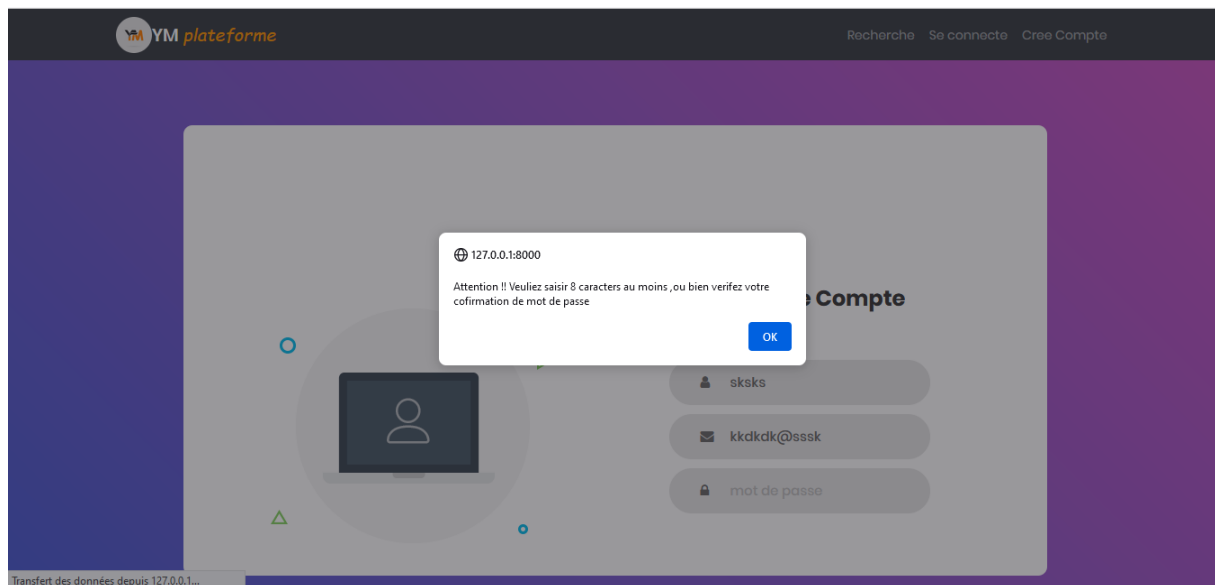 YM YM plateforme
Recherche Se connecte Cree Compte
127.0.0.1:8000
Attention !! Veuliez saisir 8 caracters au moins ,ou bien verifez votre
cofirmation de mot de passe
OK
Compte
sksks
kkdkdk@sssk
mot de passe
Transfert des données depuis 127.0.0.1...